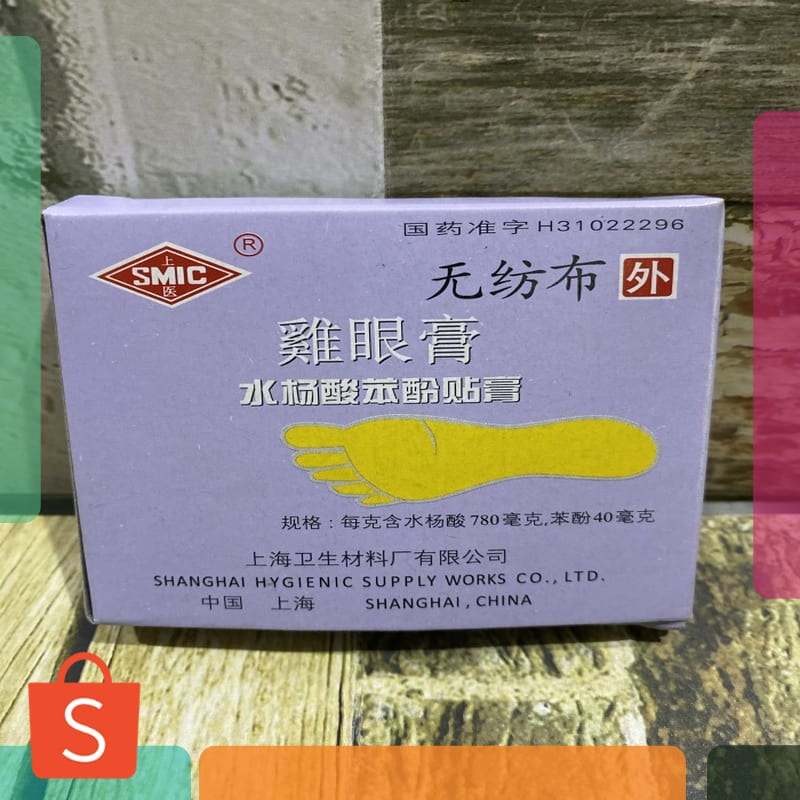 国药准字H31022296
上
SMIC
医
®
无纺布 外
雞眼膏
水杨酸苯酚贴膏
规格：每克含水杨酸780毫克,苯酚40毫克
上海卫生材料厂有限公司
SHANGHAI HYGIENIC SUPPLY WORKS CO., LTD.
中国 上海 SHANGHAI, CHINA
S